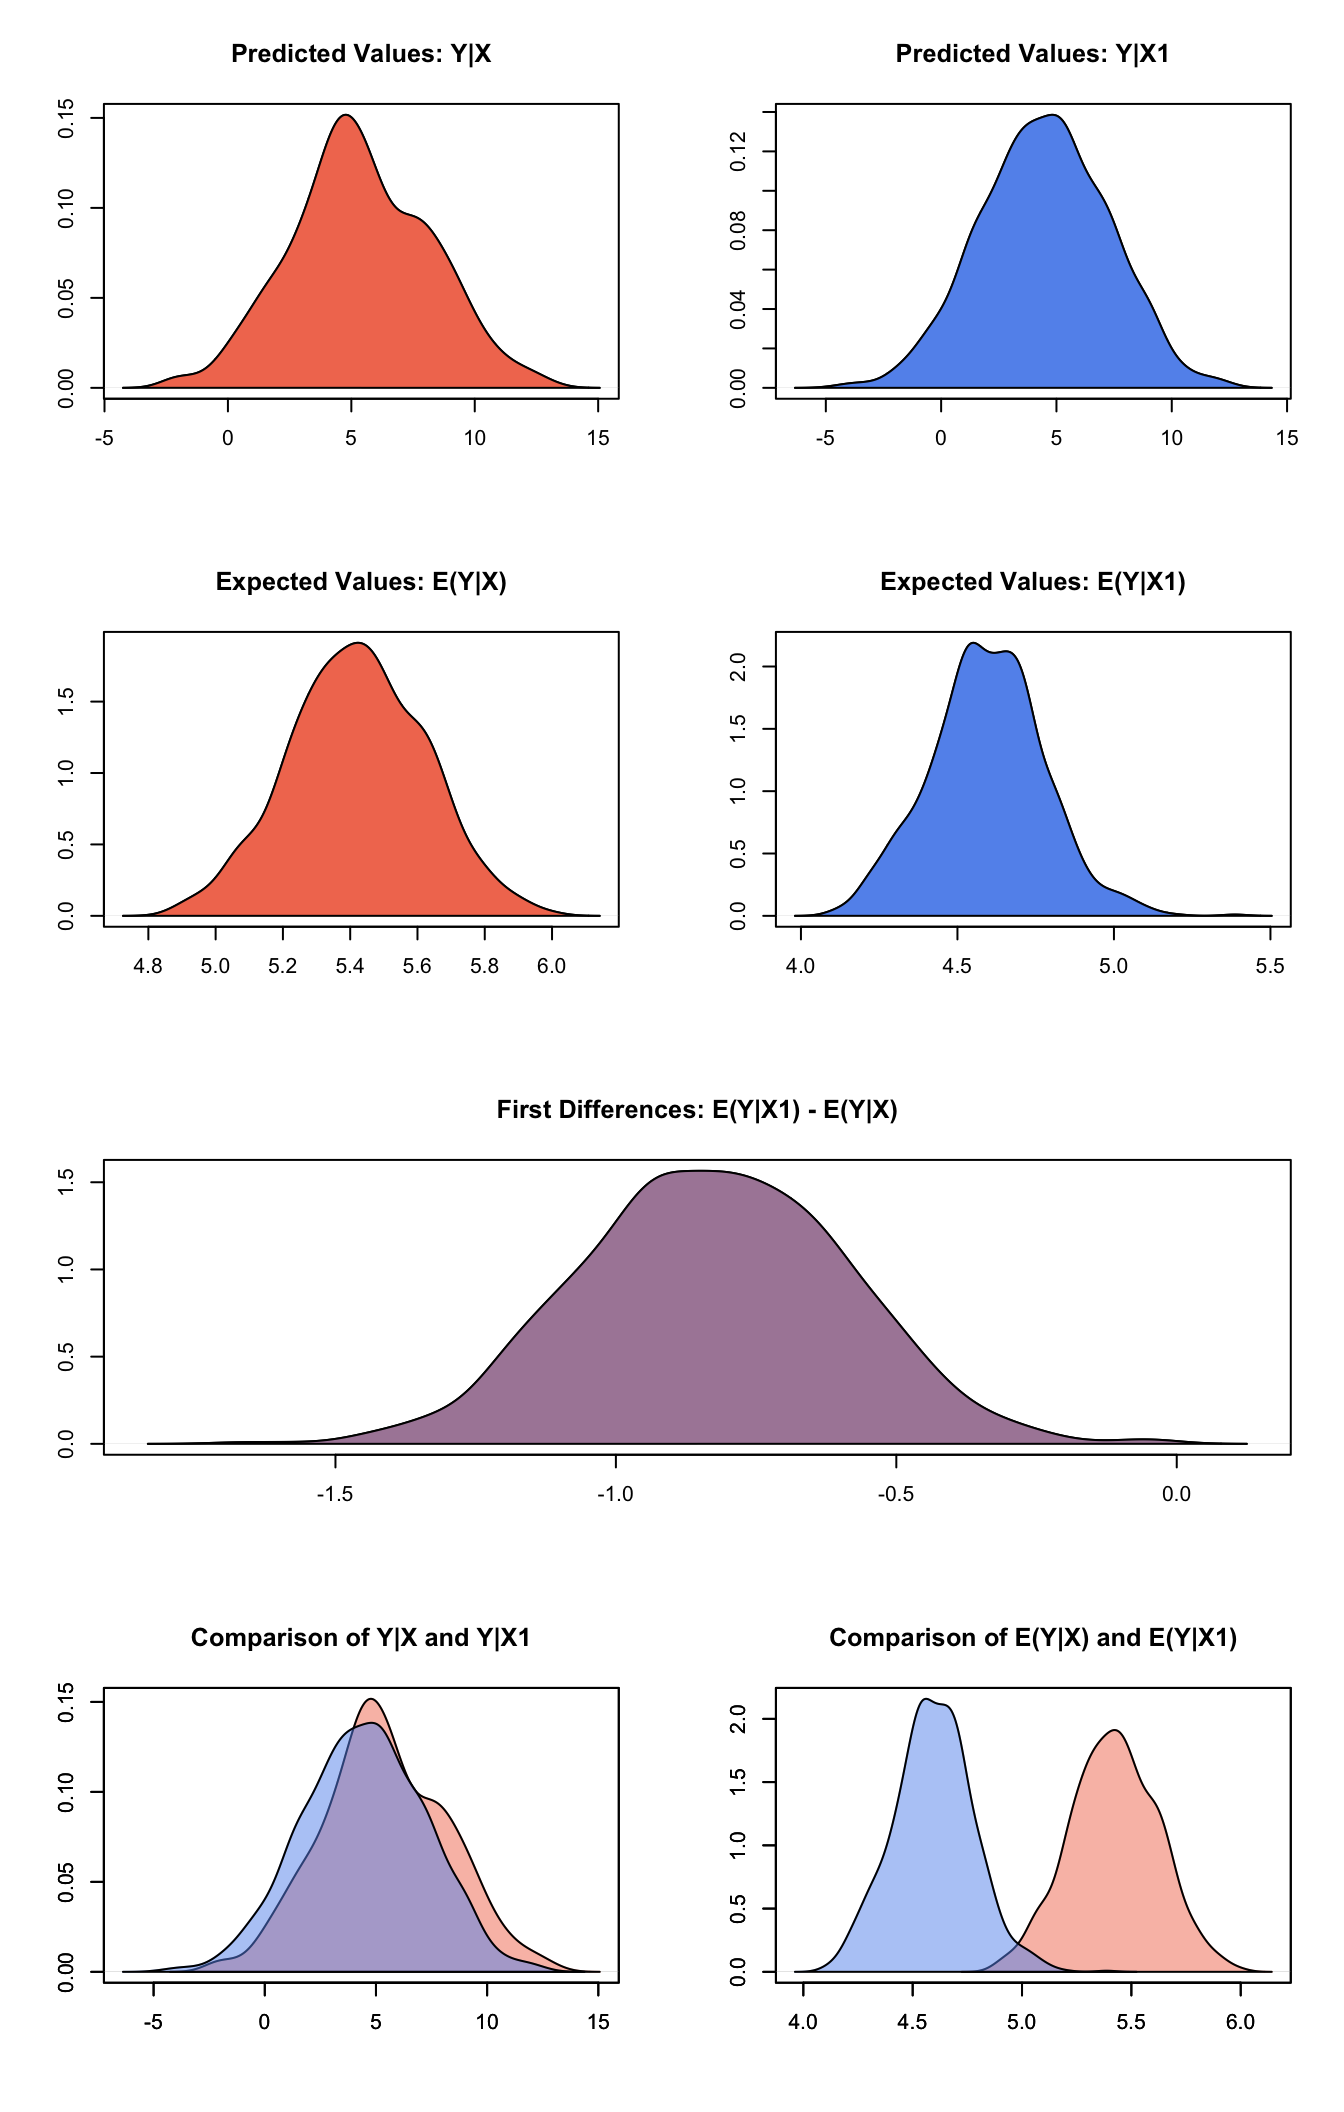 Predicted Values: Y|X
0.00 0.05 0.10 0.15
-5 0 5 10 15
Predicted Values: Y|X1
0.00 0.04 0.08 0.12
-5 0 5 10 15
Expected Values: E(Y|X)
0.0 0.5 1.0 1.5
4.8 5.0 5.2 5.4 5.6 5.8 6.0
Expected Values: E(Y|X1)
0.0 0.5 1.0 1.5 2.0
4.0 4.5 5.0 5.5
First Differences: E(Y|X1) - E(Y|X)
0.0 0.5 1.0 1.5
-1.5 -1.0 -0.5 0.0
Comparison of Y|X and Y|X1
0.00 0.05 0.10 0.15
-5 0 5 10 15
Comparison of E(Y|X) and E(Y|X1)
0.0 0.5 1.0 1.5 2.0
4.0 4.5 5.0 5.5 6.0